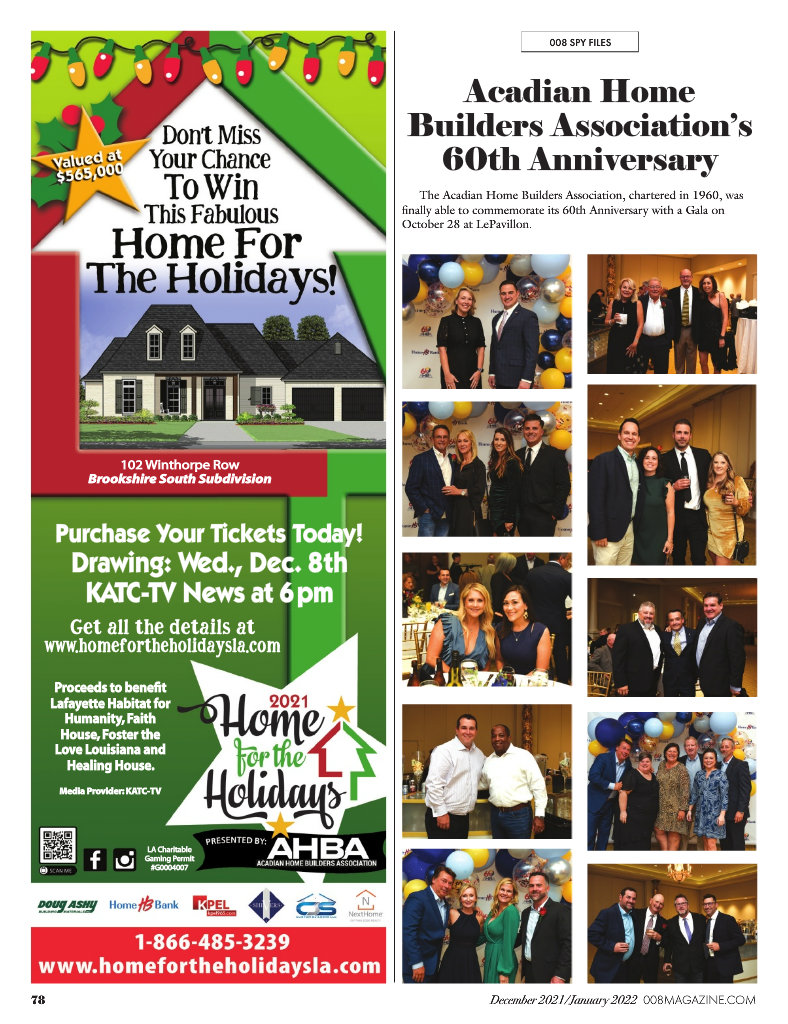 Valued at
$565,000
Don't Miss
Your Chance
To Win
This Fabulous
Home For
The Holidays!
102 Winthorpe Row
Brookshire South Subdivision
Purchase Your Tickets Today!
Drawing: Wed., Dec. 8th
KATC-TV News at 6 pm
Get all the details at
www.homefortheholidaysla.com
Proceeds to benefit
Lafayette Habitat for
Humanity, Faith
House, Foster the
Love Louisiana and
Healing House.
Media Provider: KATC-TV
2021
Home
for the
Holidays
PRESENTED BY:
AHBA
ACADIAN HOME BUILDERS ASSOCIATION
SCAN ME
LA Charitable
Gaming Permit
#G0004007
DOUG ASHY
Home Bank
KPEL
CS
NextHome
1-866-485-3239
www.homefortheholidaysla.com
78
008 SPY FILES
Acadian Home
Builders Association's
60th Anniversary
The Acadian Home Builders Association, chartered in 1960, was
finally able to commemorate its 60th Anniversary with a Gala on
October 28 at LePavillon.
December 2021/January 2022 008MAGAZINE.COM